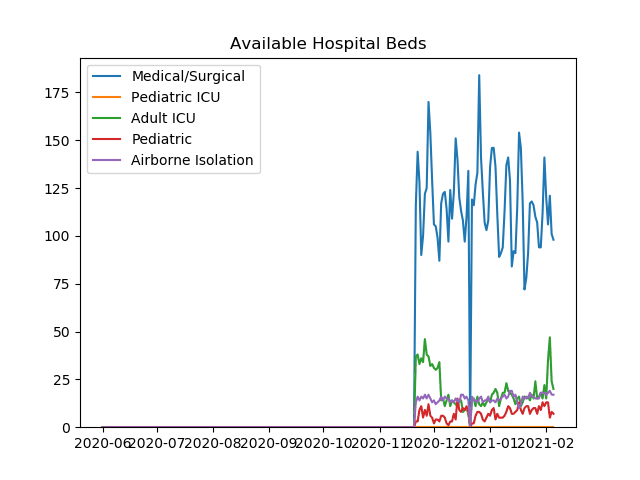 Available Hospital Beds
Medical/Surgical
Pediatric ICU
Adult ICU
Pediatric
Airborne Isolation
175
150
125
100
75
50
25
0
2020-06 2020-07 2020-08 2020-09 2020-10 2020-11 2020-12 2021-01 2021-02